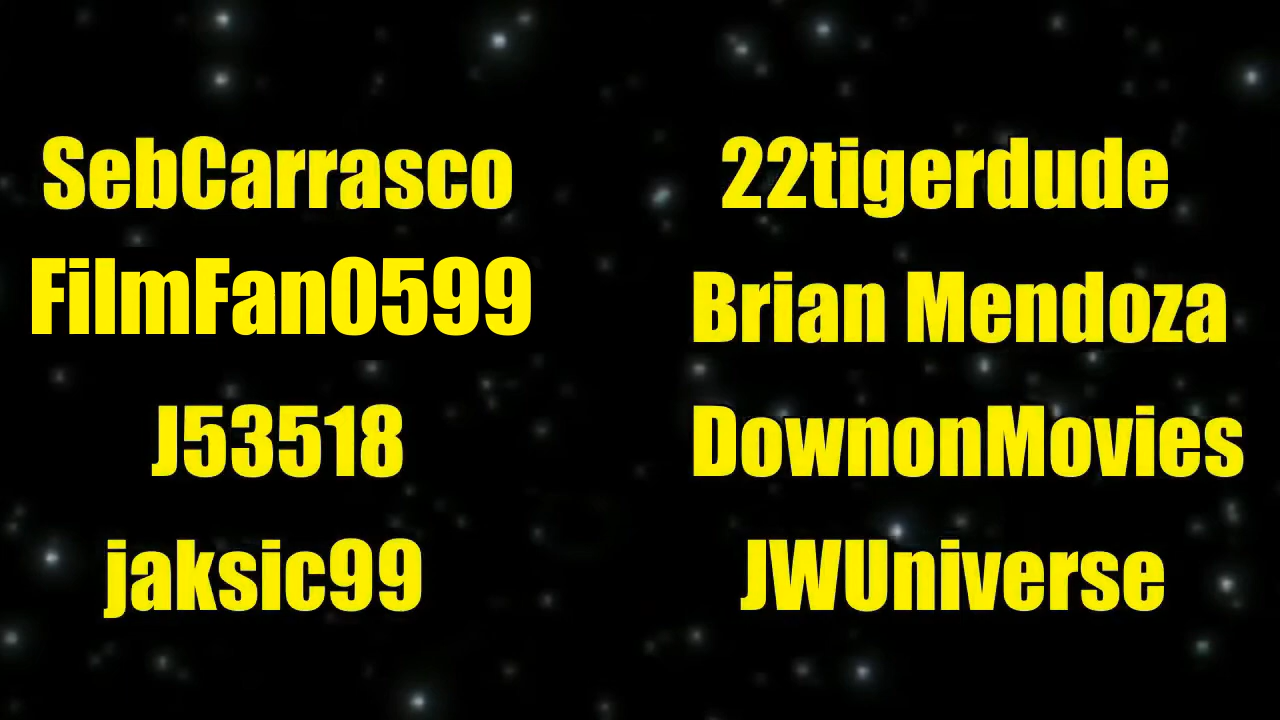 SebCarrasco
FilmFan0599
J53518
jaksic99
22tigerdude
Brian Mendoza
DownonMovies
JWUniverse